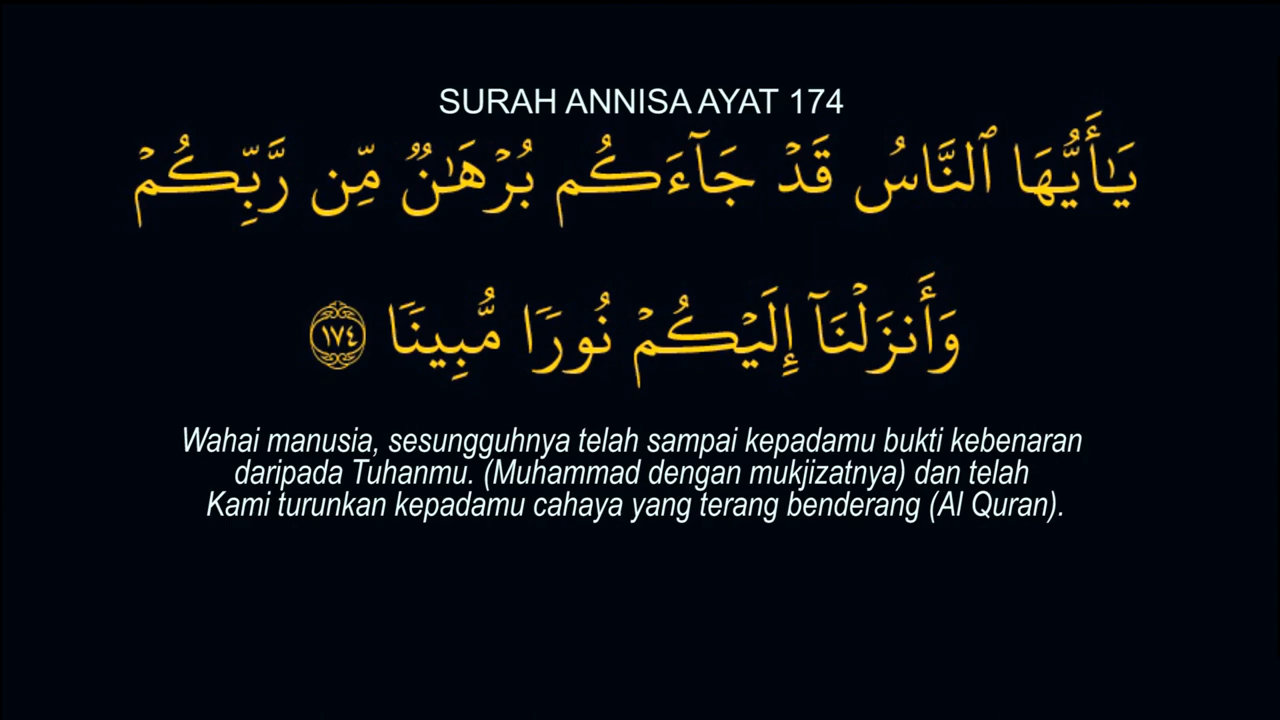 SURAH ANNISA AYAT 174
يَـٰٓأَيُّهَا ٱلنَّاسُ قَدْ جَآءَكُم بُرْهَـٰنٌ مِّن رَّبِّكُمْ
وَأَنزَلْنَآ إِلَيْكُمْ نُورًا مُّبِينًا ١٧٤
Wahai manusia, sesungguhnya telah sampai kepadamu bukti kebenaran
daripada Tuhanmu. (Muhammad dengan mukjizatnya) dan telah
Kami turunkan kepadamu cahaya yang terang benderang (Al Quran).